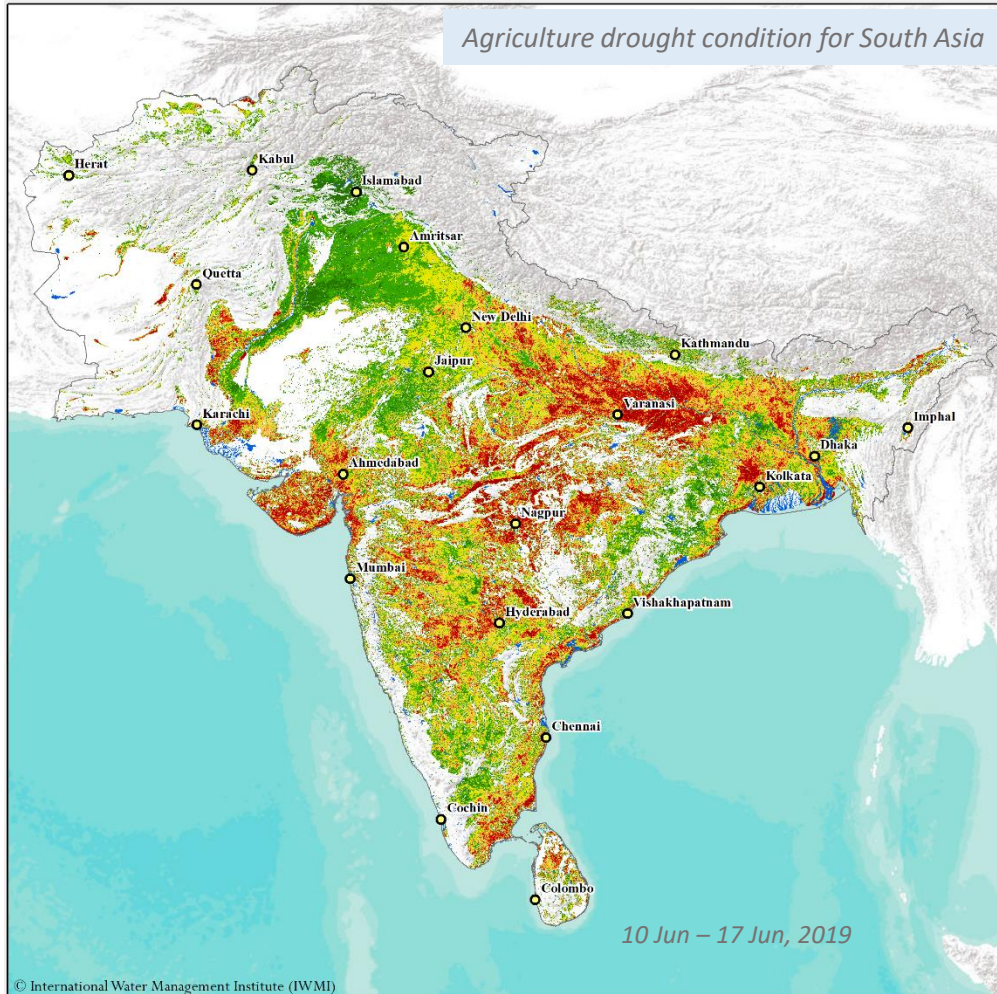 Agriculture drought condition for South Asia
Kabul
Herat
Islamabad
Amritsar
Quetta
New Delhi
Kathmandu
Jaipur
Varanasi
Karachi
Imphal
Dhaka
Ahmedabad
Kolkata
Nagpur
Mumbai
Vishakhapatnam
Hyderabad
Chennai
Cochin
Colombo
10 Jun – 17 Jun, 2019
© International Water Management Institute (IWMI)